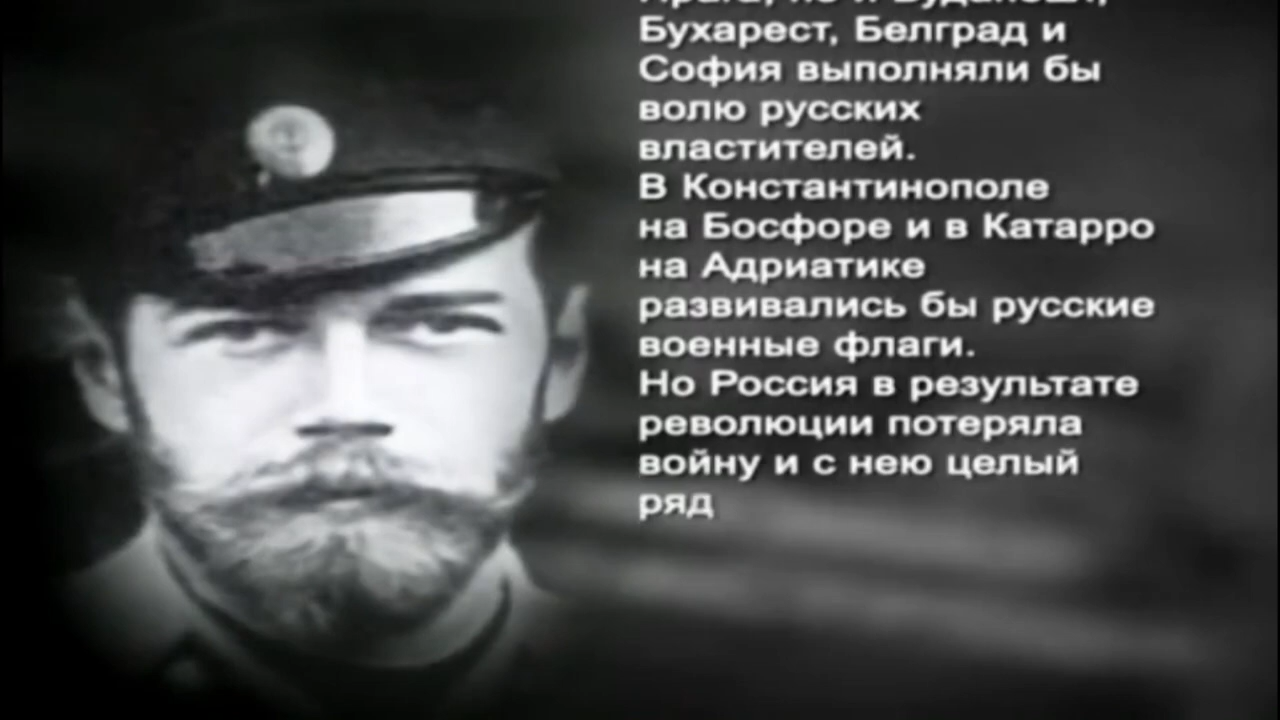 Бухарест, Белград и
София выполняли бы
волю русских
властителей.
В Константинополе
на Босфоре и в Катарро
на Адриатике
развивались бы русские
военные флаги.
Но Россия в результате
революции потеряла
войну и с нею целый
ряд